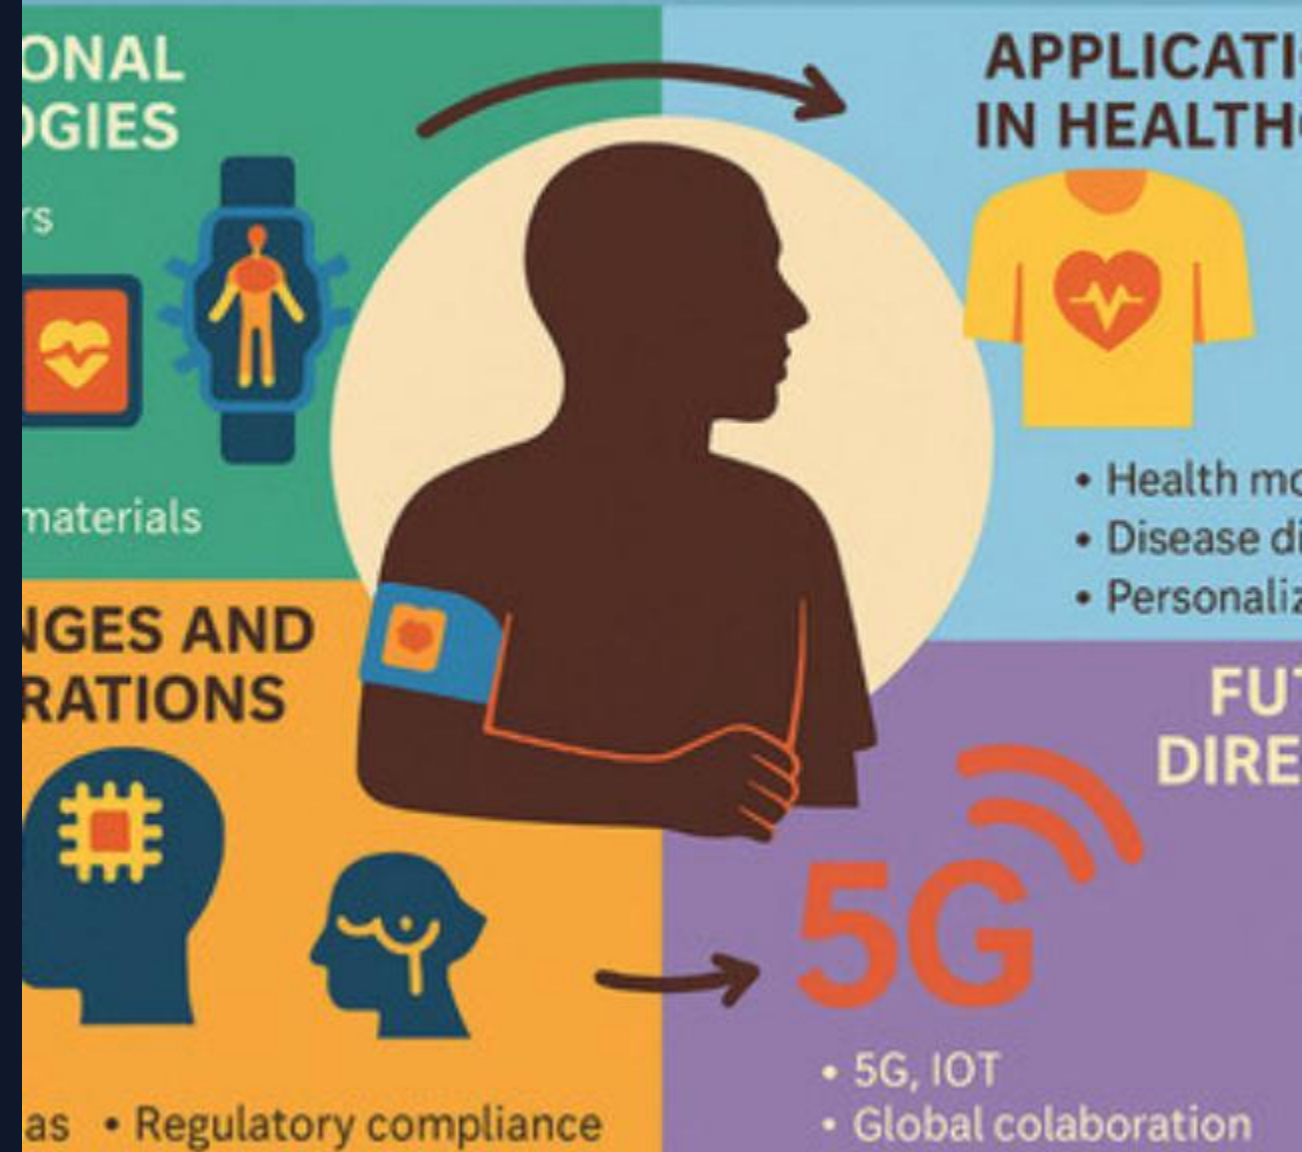 ONAL
OGIES
rs
materials
APPLICATI
IN HEALTH
• Health mo
• Disease di
• Personaliz
NGES AND
RATIONS
as • Regulatory compliance
FUT
DIRE
5G
• 5G, IOT
• Global colaboration